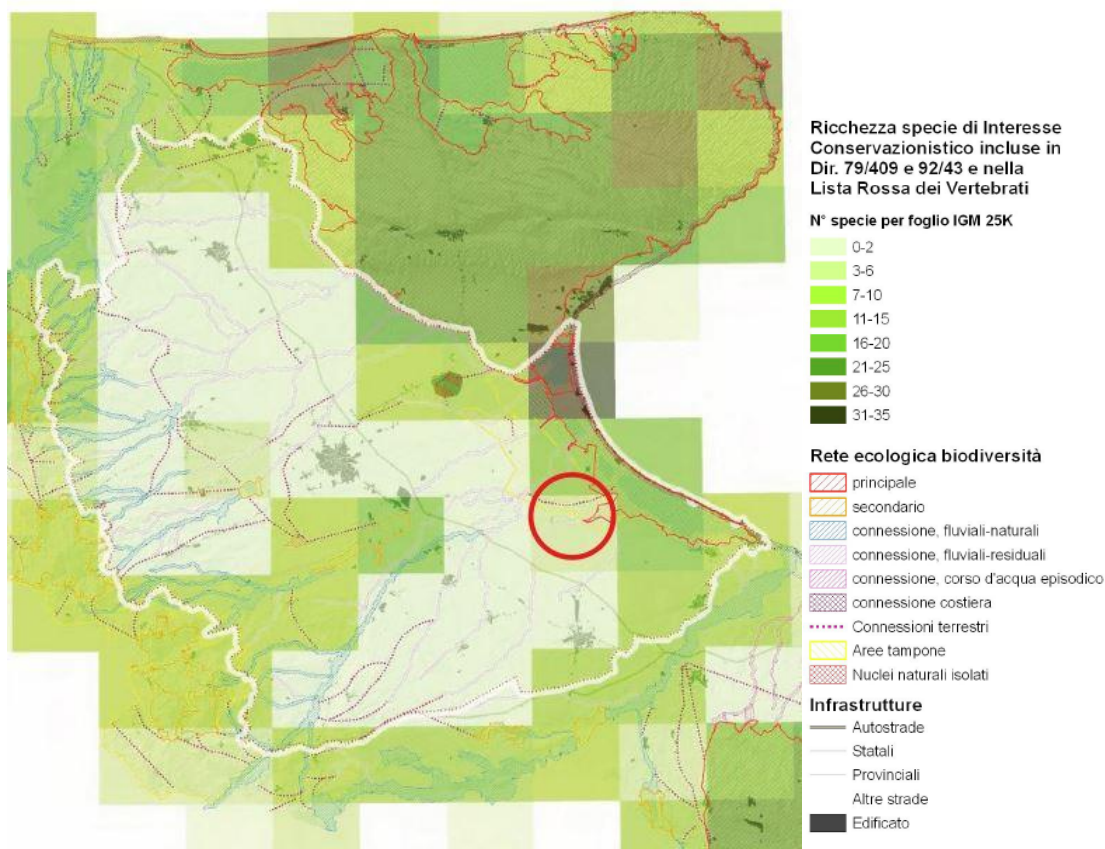 Ricchezza specie di Interesse
Conservazionistico incluse in
Dir. 79/409 e 92/43 e nella
Lista Rossa dei Vertebrati
N° specie per foglio IGM 25K
0-2
3-6
7-10
11-15
16-20
21-25
26-30
31-35
Rete ecologica biodiversità
principale
secondario
connessione, fluviali-naturali
connessione, fluviali-residuali
connessione, corso d'acqua episodico
connessione costiera
Connessioni terrestri
Aree tampone
Nuclei naturali isolati
Infrastrutture
Autostrade
Statali
Provinciali
Altre strade
Edificato